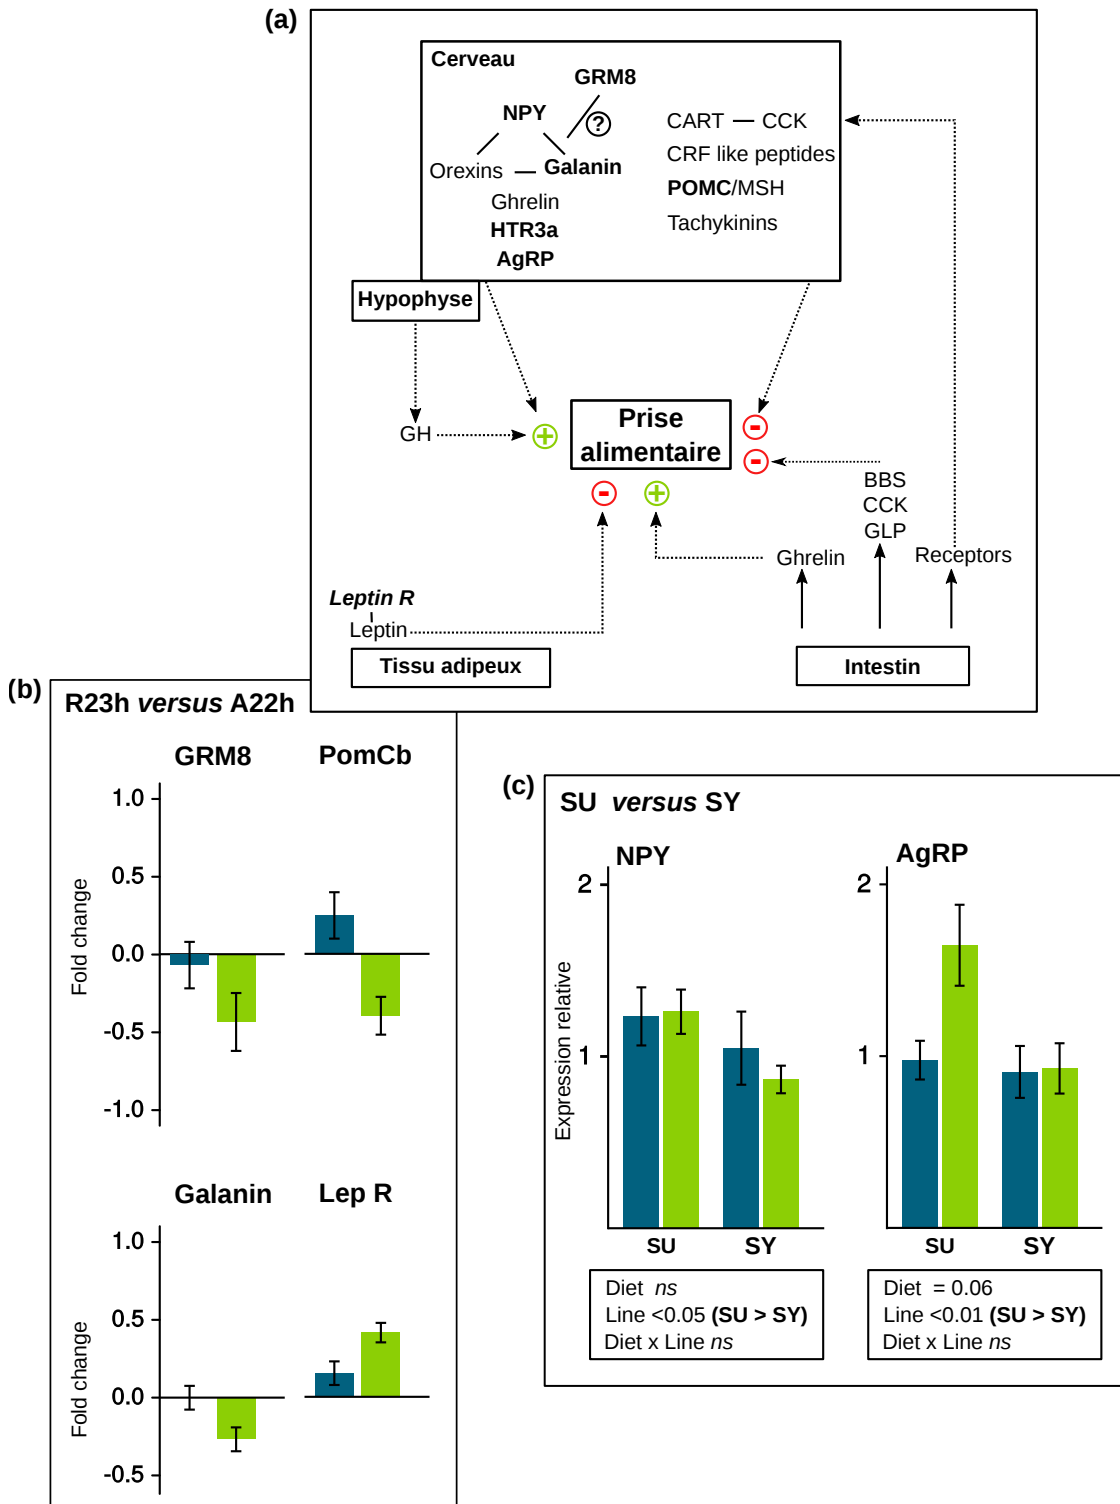 (a)
Cerveau
GRM8
NPY
?
CART — CCK
Orexins
Galanin
CRF like peptides
Ghrelin
POMC/MSH
HTR3a
Tachykinins
AgRP
Hypophyse
GH
+
Prise
alimentaire
-
-
-
+
BBS
CCK
GLP
Ghrelin
Receptors
Leptin R
Leptin
Tissu adipeux
Intestin
(b)
R23h versus A22h
GRM8
PomCb
1.0
0.5
0.0
-0.5
-1.0
Fold change
Galanin
Lep R
1.0
0.5
0.0
-0.5
Fold change
(c)
SU versus SY
NPY
AgRP
2
1
Expression relative
SU
SY
2
1
SU
SY
Diet ns
Line <0.05 (SU > SY)
Diet x Line ns
Diet = 0.06
Line <0.01 (SU > SY)
Diet x Line ns